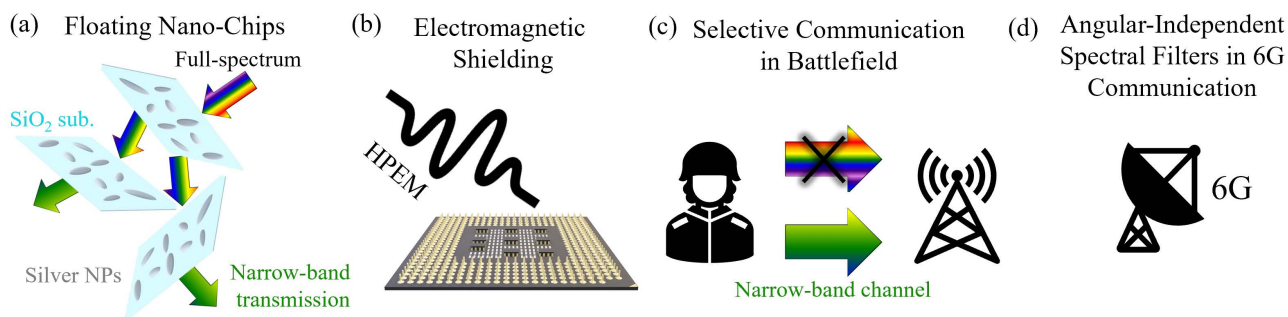 (a) Floating Nano-Chips
Full-spectrum
SiO₂ sub.
Silver NPs
Narrow-band
transmission
(b) Electromagnetic
Shielding
HPEM
(c) Selective Communication
in Battlefield
Narrow-band channel
(d) Angular-Independent
Spectral Filters in 6G
Communication
6G